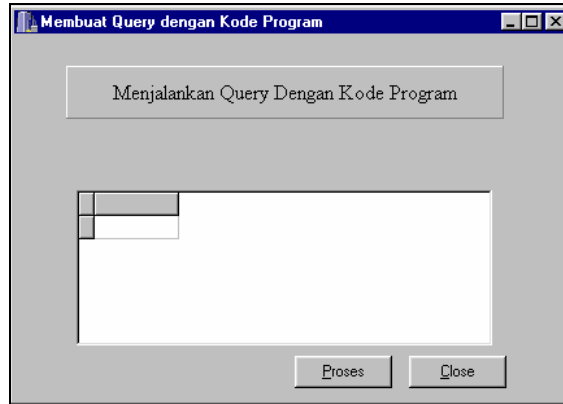 Membuat Query dengan Kode Program
Menjalankan Query Dengan Kode Program
Proses
Close